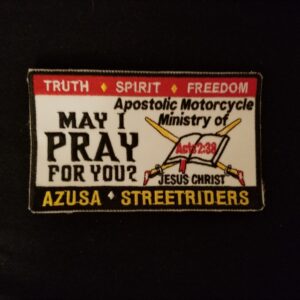 TRUTH ♦ SPIRIT ♦ FREEDOM
MAY I
PRAY
FOR YOU?
Apostolic Motorcycle
Ministry of
Acts 2:38
JESUS CHRIST
AZUSA ♦ STREETRIDERS